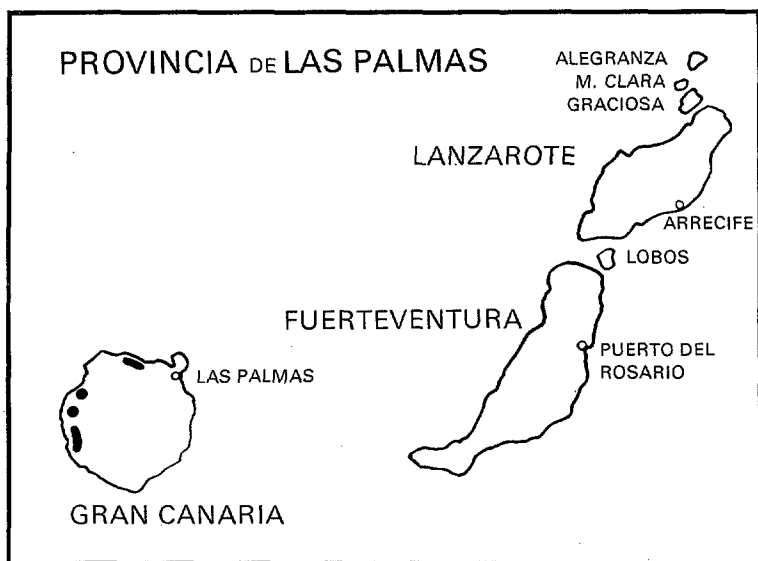 PROVINCIA DE LAS PALMAS
ALEGRANZA
M. CLARA
GRACIOSA
LANZAROTE
ARRECIFE
LOBOS
FUERTEVENTURA
PUERTO DEL
ROSARIO
LAS PALMAS
GRAN CANARIA